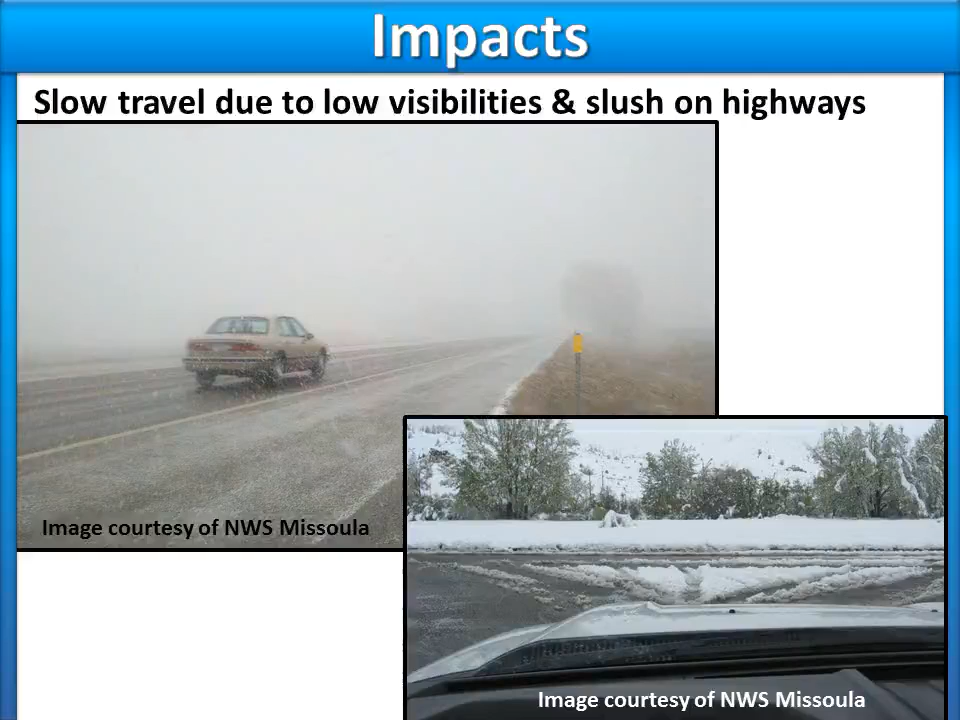 Impacts
Slow travel due to low visibilities & slush on highways
Image courtesy of NWS Missoula
Image courtesy of NWS Missoula